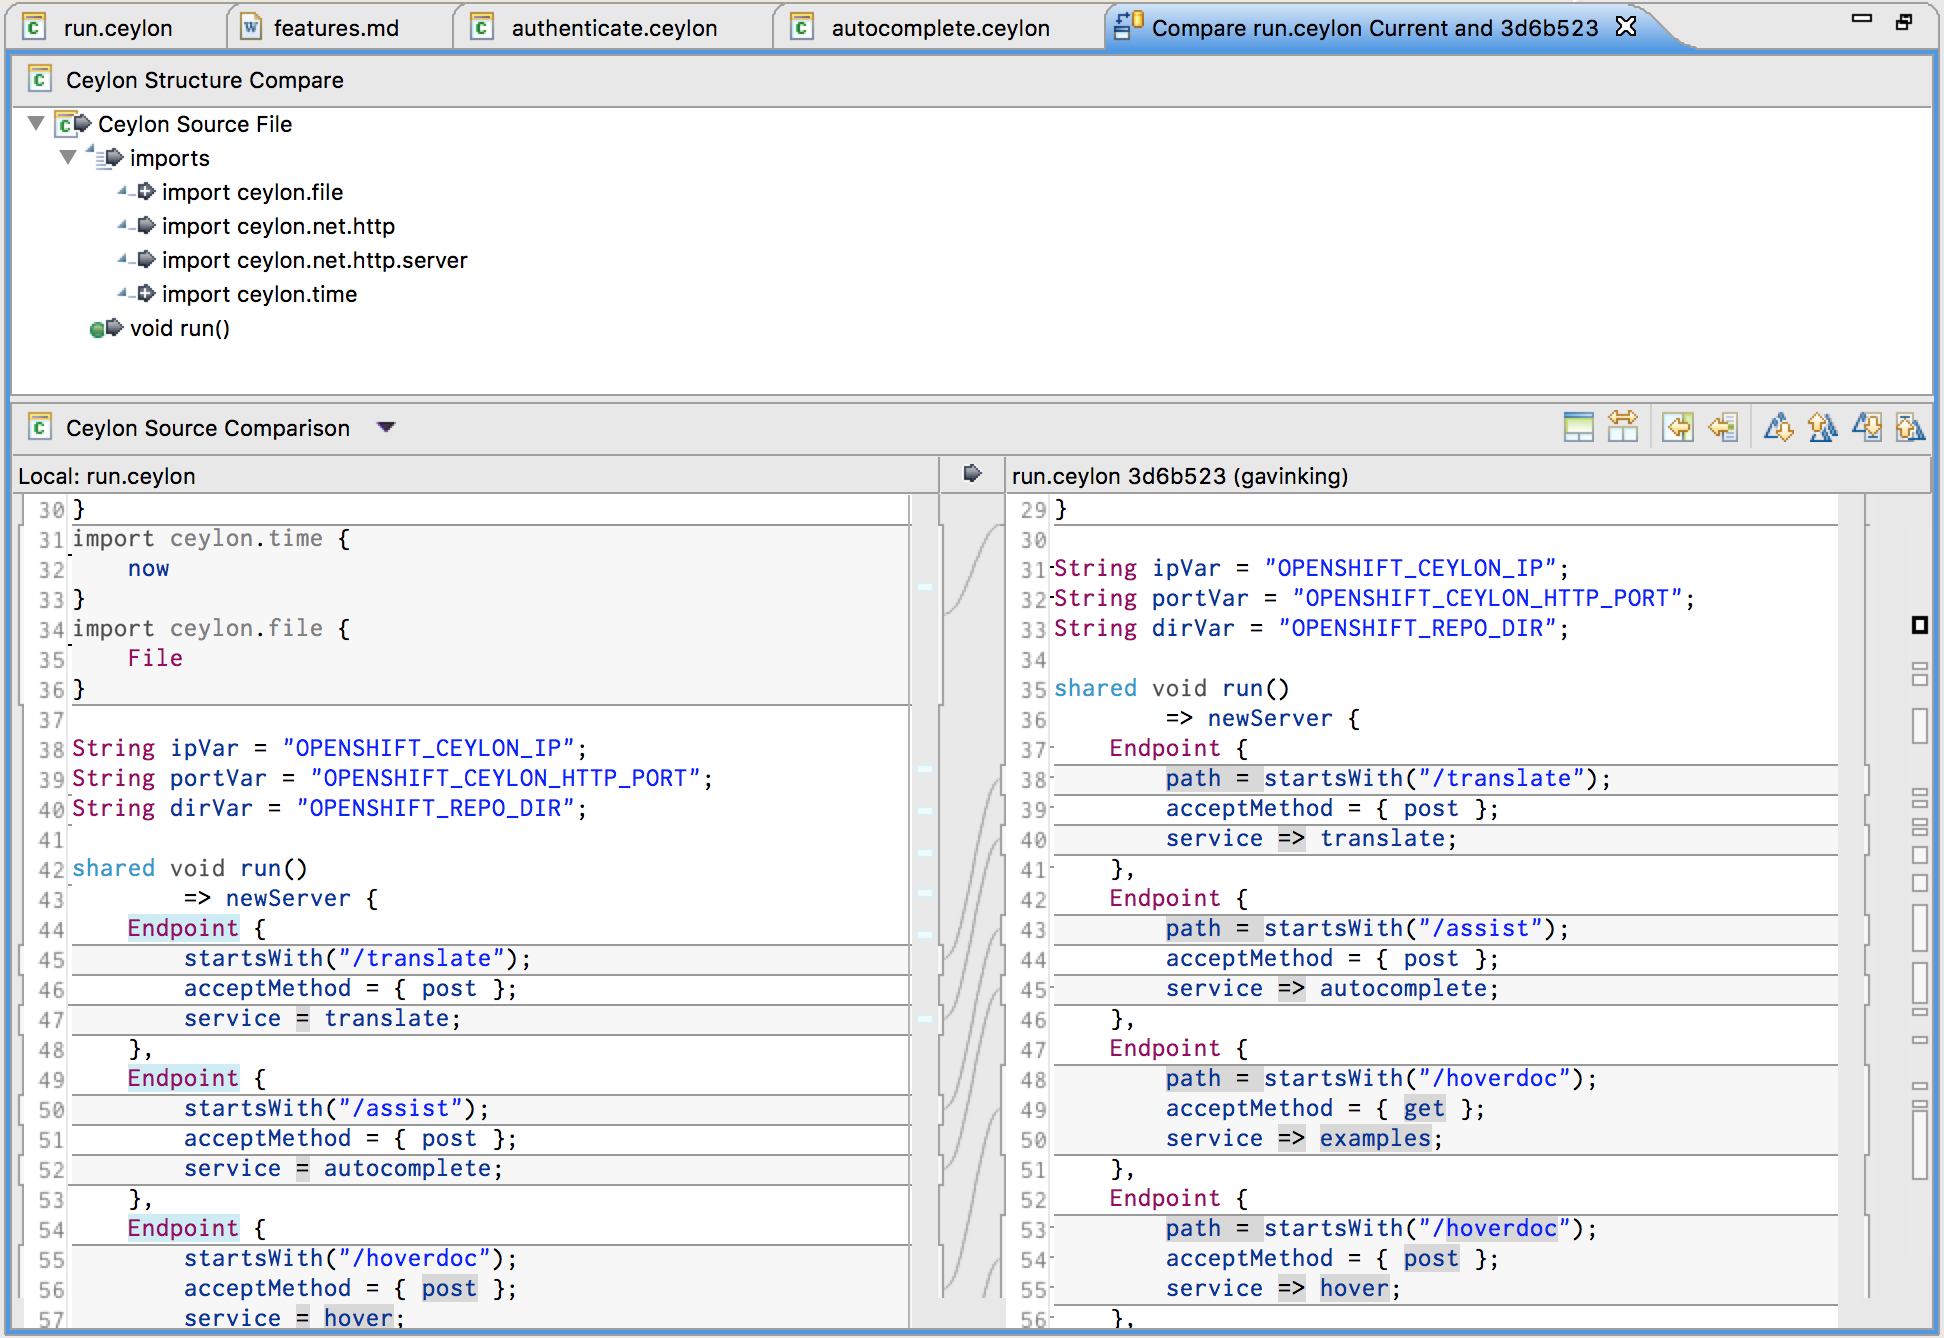 run.ceylon
features.md
authenticate.ceylon
autocomplete.ceylon
Compare run.ceylon Current and 3d6b523
Ceylon Structure Compare
Ceylon Source File
imports
import ceylon.file
import ceylon.net.http
import ceylon.net.http.server
import ceylon.time
void run()
Ceylon Source Comparison
Local: run.ceylon
30 }
31 import ceylon.time {
32     now
33 }
34 import ceylon.file {
35     File
36 }
37
38 String ipVar = "OPENSHIFT_CEYLON_IP";
39 String portVar = "OPENSHIFT_CEYLON_HTTP_PORT";
40 String dirVar = "OPENSHIFT_REPO_DIR";
41
42 shared void run()
43         => newServer {
44     Endpoint {
45         startsWith("/translate");
46         acceptMethod = { post };
47         service = translate;
48     },
49     Endpoint {
50         startsWith("/assist");
51         acceptMethod = { post };
52         service = autocomplete;
53     },
54     Endpoint {
55         startsWith("/hoverdoc");
56         acceptMethod = { post };
57         service = hover;
run.ceylon 3d6b523 (gavinking)
29 }
30
31 String ipVar = "OPENSHIFT_CEYLON_IP";
32 String portVar = "OPENSHIFT_CEYLON_HTTP_PORT";
33 String dirVar = "OPENSHIFT_REPO_DIR";
34
35 shared void run()
36         => newServer {
37     Endpoint {
38         path = startsWith("/translate");
39         acceptMethod = { post };
40         service => translate;
41     },
42     Endpoint {
43         path = startsWith("/assist");
44         acceptMethod = { post };
45         service => autocomplete;
46     },
47     Endpoint {
48         path = startsWith("/hoverdoc");
49         acceptMethod = { get };
50         service => examples;
51     },
52     Endpoint {
53         path = startsWith("/hoverdoc");
54         acceptMethod = { post };
55         service => hover;
56     },